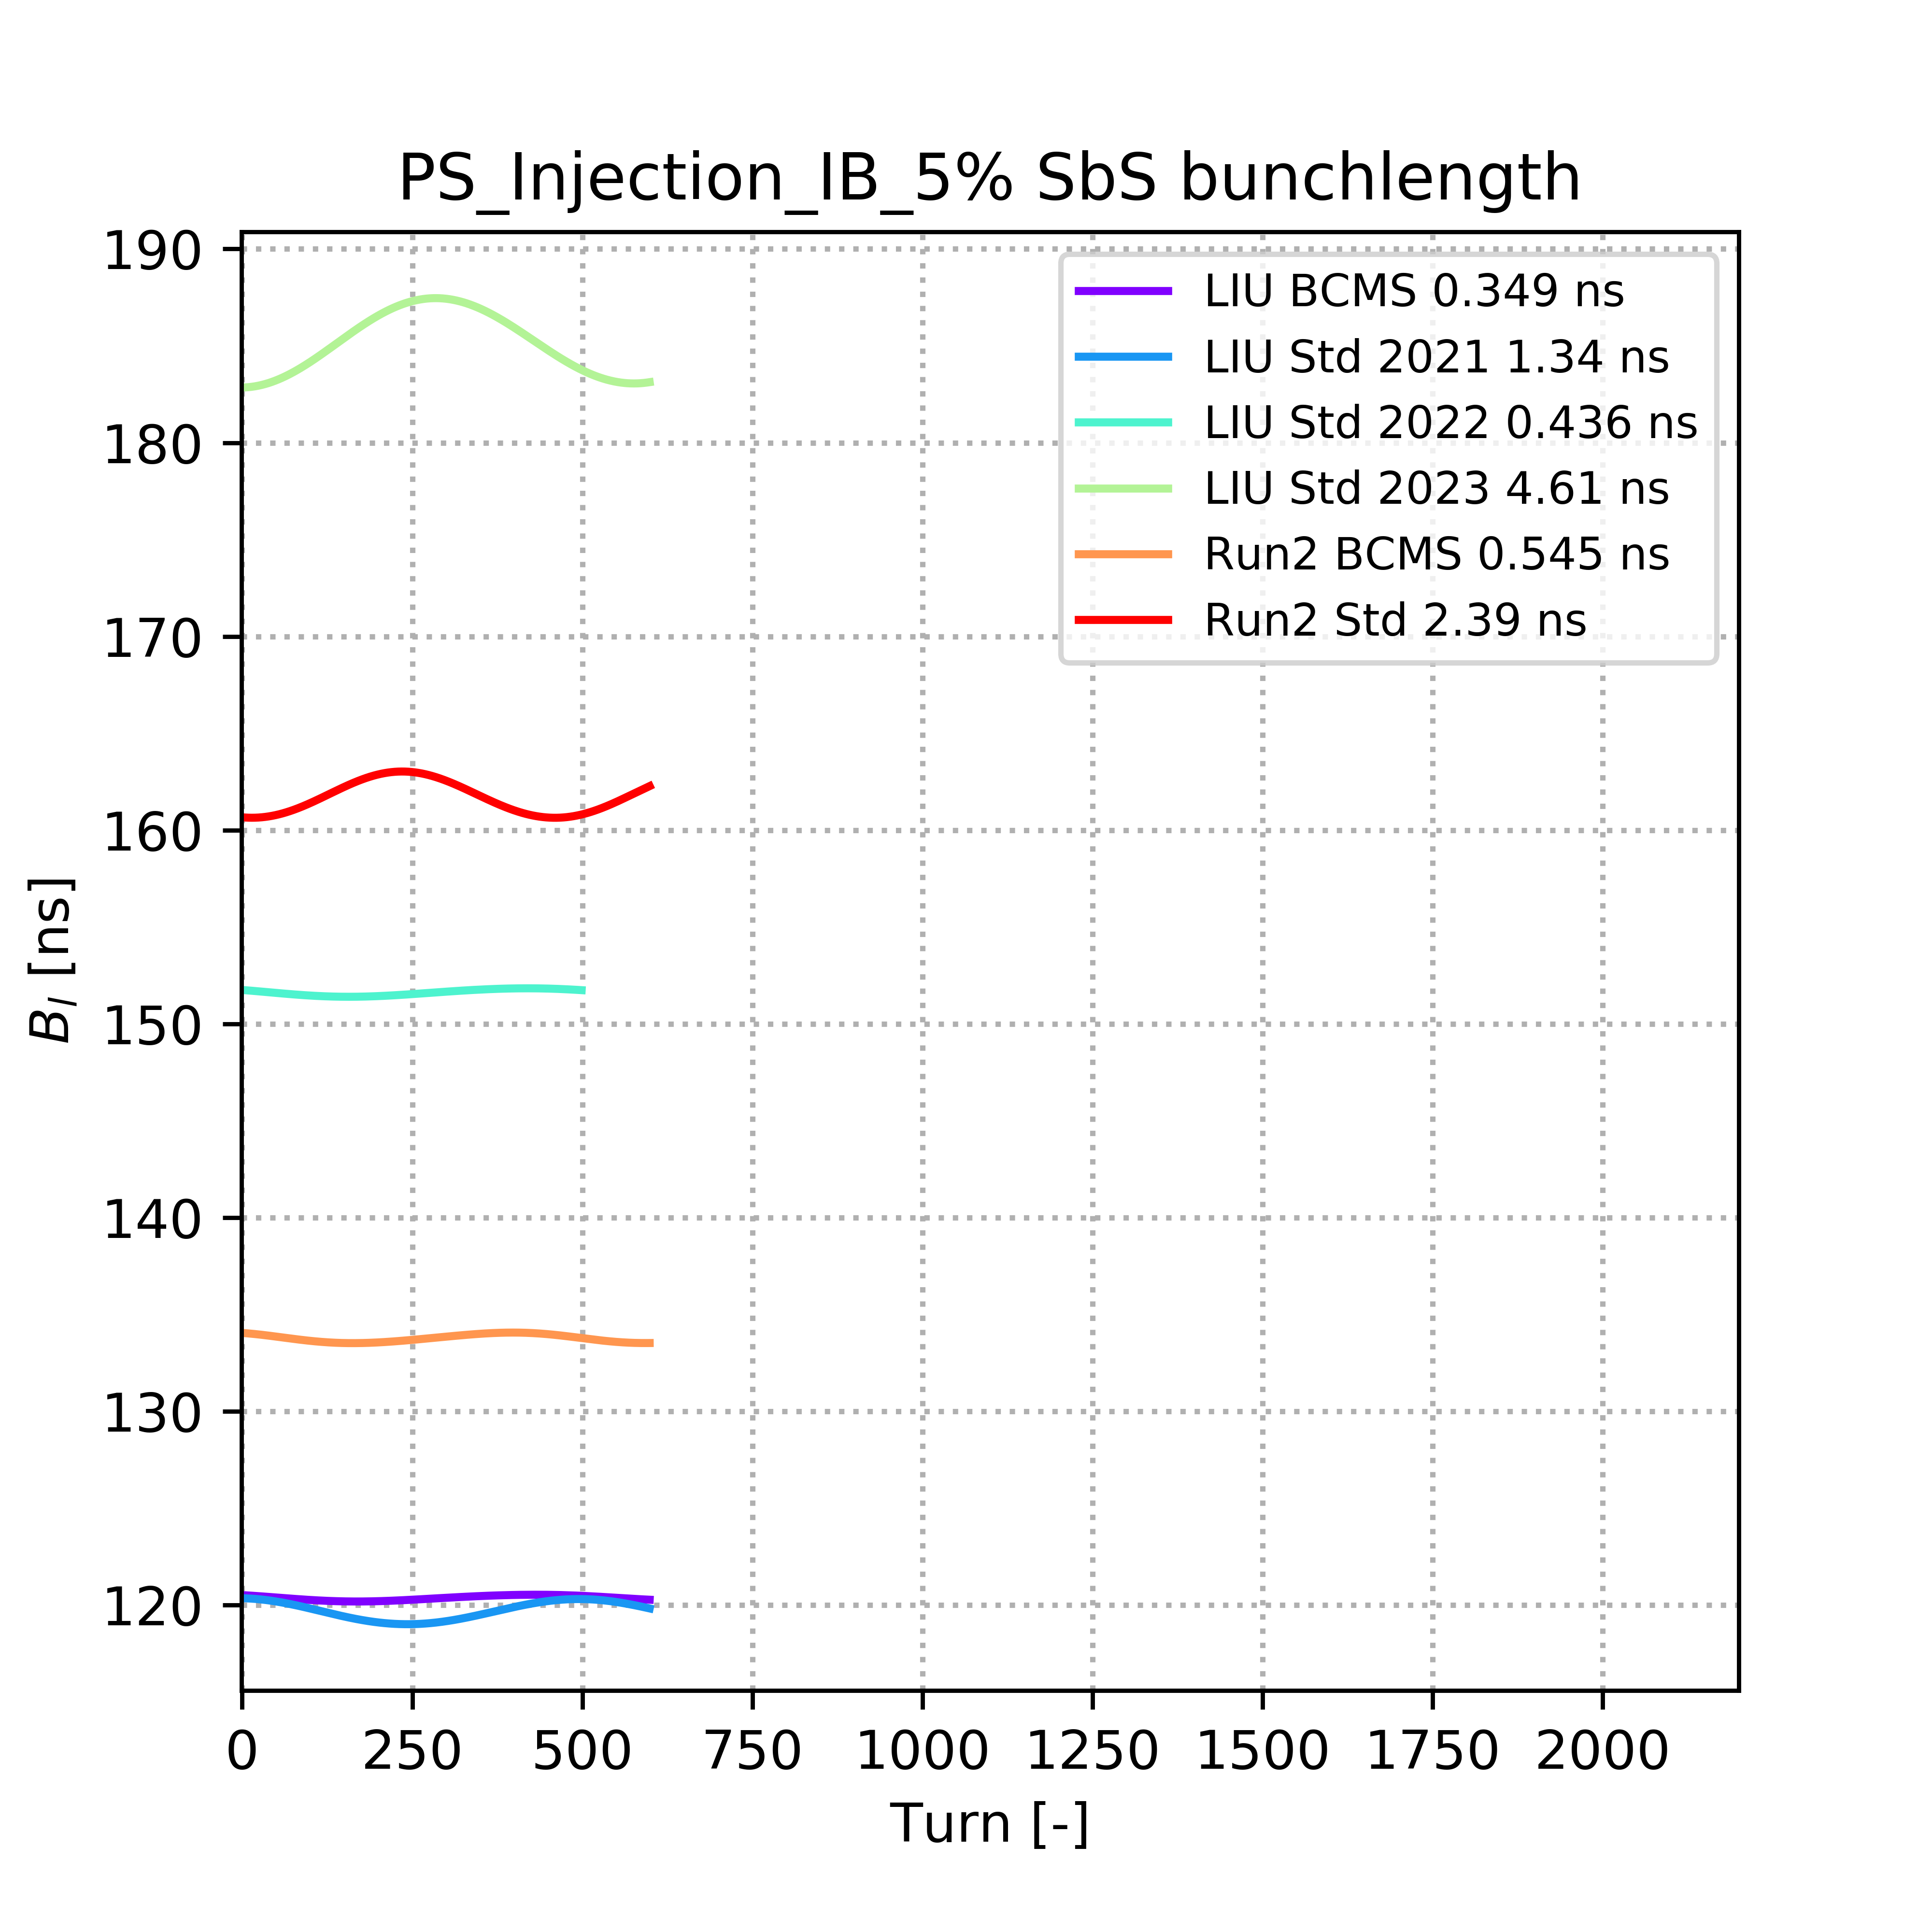 PS_Injection_IB_5% SbS bunchlength
190
180
170
160
150
140
130
120
B_l [ns]
LIU BCMS 0.349 ns
LIU Std 2021 1.34 ns
LIU Std 2022 0.436 ns
LIU Std 2023 4.61 ns
Run2 BCMS 0.545 ns
Run2 Std 2.39 ns
0 250 500 750 1000 1250 1500 1750 2000
Turn [-]